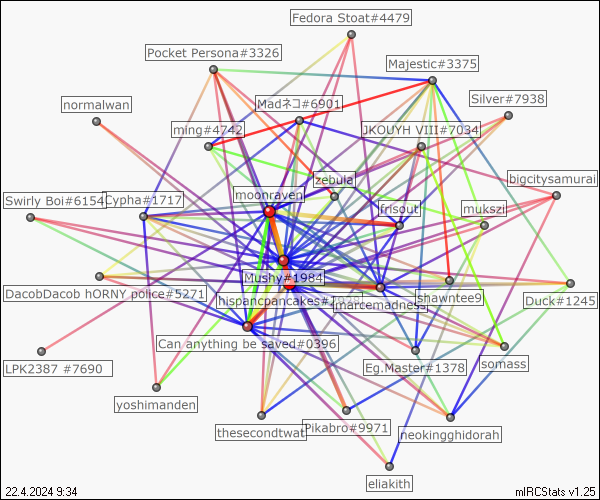 Fedora Stoat#4479
Pocket Persona#3326
Majestic#3375
Silver#7938
normalwan
Madネコ#6901
ming#4742
JKOUYH VIII#7034
zebula
bigcitysamurai
moonraven
Swirly Boi#6154
Cypha#1717
frisout
mukszi
Mushy#1984
DacobDacob hORNY police#5271
hispancpancakes
marcemadness
shawntee9
Duck#1245
Can anything be saved#0396
LPK2387 #7690
Eg.Master#1378
somass
yoshimanden
thesecondtwat
Pikabro#9971
neokingghidorah
eliakith
22.4.2024 9:34
mIRCStats v1.25